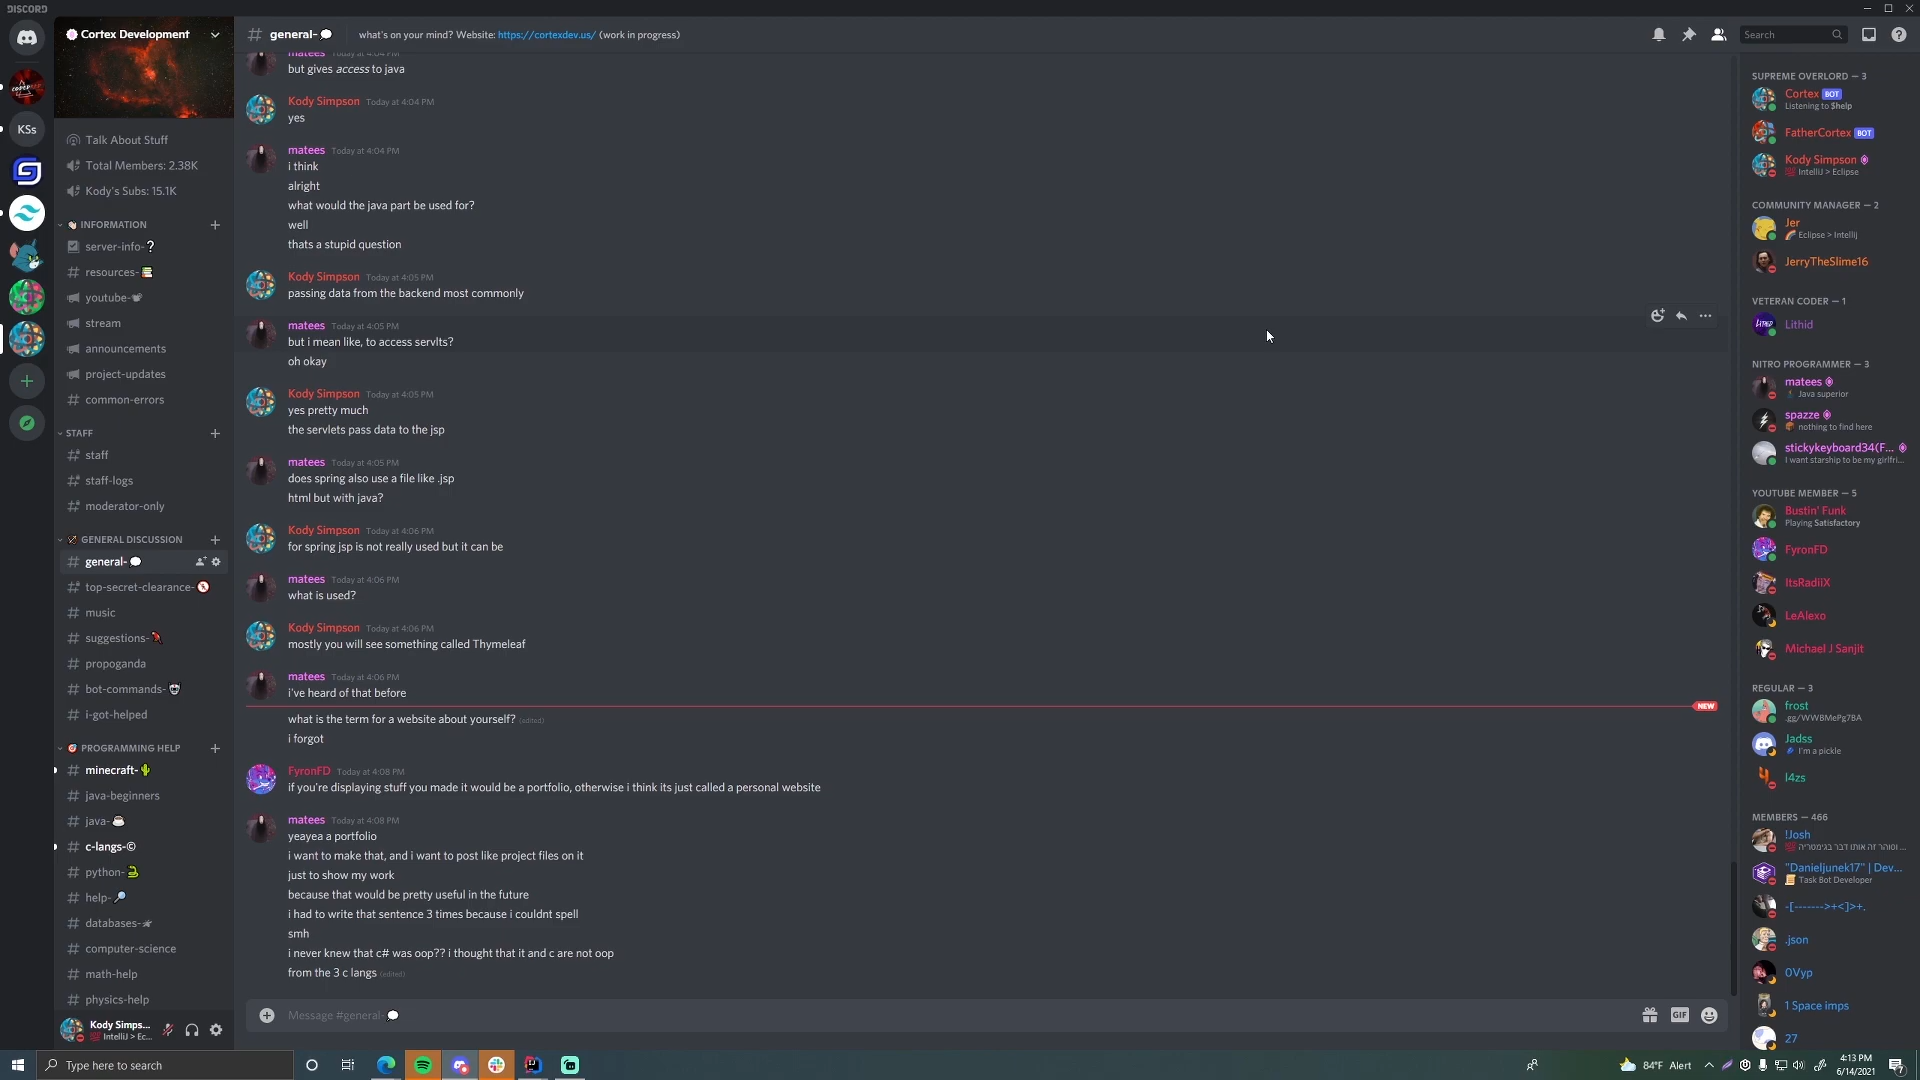 DISCORD
Cortex Development
general-
what's on your mind? Website: https://cortexdev.us/ (work in progress)
Search
KSs
Talk About Stuff
Total Members: 2.38K
Kody's Subs: 15.1K
INFORMATION
server-info-?
resources-
youtube-
stream
announcements
project-updates
common-errors
STAFF
staff
staff-logs
moderator-only
GENERAL DISCUSSION
general-
top-secret-clearance-
music
suggestions-
propoganda
bot-commands-
i-got-helped
PROGRAMMING HELP
minecraft-
java-beginners
java-
c-langs-©
python-
help-
databases-
computer-science
math-help
physics-help
Kody Simps...
IntelliJ > Ec...
matees Today at 4:04 PM
but gives access to java
Kody Simpson Today at 4:04 PM
yes
matees Today at 4:04 PM
i think
alright
what would the java part be used for?
well
thats a stupid question
Kody Simpson Today at 4:05 PM
passing data from the backend most commonly
matees Today at 4:05 PM
but i mean like, to access servlts?
oh okay
Kody Simpson Today at 4:05 PM
yes pretty much
the servlets pass data to the jsp
matees Today at 4:05 PM
does spring also use a file like .jsp
html but with java?
Kody Simpson Today at 4:06 PM
for spring jsp is not really used but it can be
matees Today at 4:06 PM
what is used?
Kody Simpson Today at 4:06 PM
mostly you will see something called Thymeleaf
matees Today at 4:06 PM
i've heard of that before
NEW
what is the term for a website about yourself? (edited)
i forgot
FyronFD Today at 4:08 PM
if you're displaying stuff you made it would be a portfolio, otherwise i think its just called a personal website
matees Today at 4:08 PM
yeayea a portfolio
i want to make that, and i want to post like project files on it
just to show my work
because that would be pretty useful in the future
i had to write that sentence 3 times because i couldnt spell
smh
i never knew that c# was oop?? i thought that it and c are not oop
from the 3 c langs (edited)
Message #general-
GIF
SUPREME OVERLORD — 3
Cortex BOT
Listening to $help
FatherCortex BOT
Kody Simpson
IntelliJ > Eclipse
COMMUNITY MANAGER — 2
Jer
Eclipse > Intellij
JerryTheSlime16
VETERAN CODER — 1
Lithid
NITRO PROGRAMMER — 3
matees
Java superior
spazze
nothing to find here
stickykeyboard34(F...
I want starship to be my girlfri...
YOUTUBE MEMBER — 5
Bustin' Funk
Playing Satisfactory
FyronFD
ItsRadiiX
LeAlexo
Michael J Sanjit
REGULAR — 3
frost
.gg/WWBMePg7BA
Jadss
I'm a pickle
l4zs
MEMBERS — 466
!Josh
וסוהר זה אותו דבר בגימטריה ...
"Danieljunek17" | Dev...
Task Bot Developer
-[------->+<]>+.
.json
0Vyp
1 Space imps
27
Type here to search
84°F Alert
4:13 PM
6/14/2021